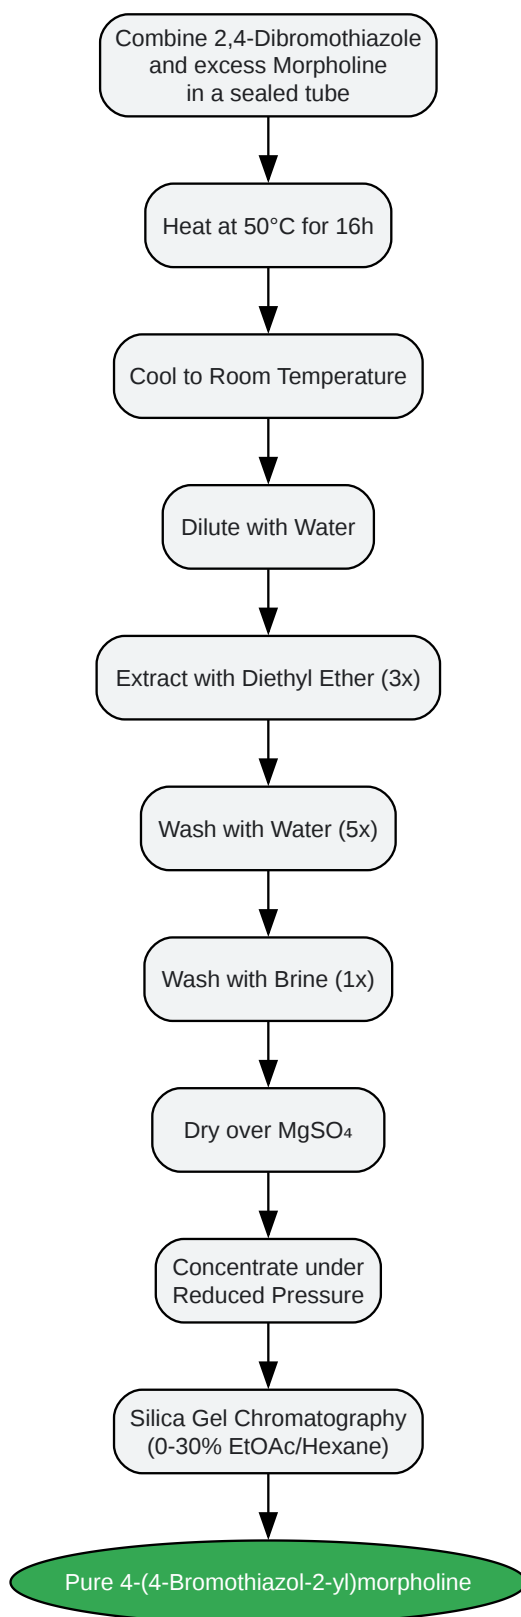 Combine 2,4-Dibromothiazole
and excess Morpholine
in a sealed tube
Heat at 50°C for 16h
Cool to Room Temperature
Dilute with Water
Extract with Diethyl Ether (3x)
Wash with Water (5x)
Wash with Brine (1x)
Dry over MgSO₄
Concentrate under
Reduced Pressure
Silica Gel Chromatography
(0-30% EtOAc/Hexane)
Pure 4-(4-Bromothiazol-2-yl)morpholine